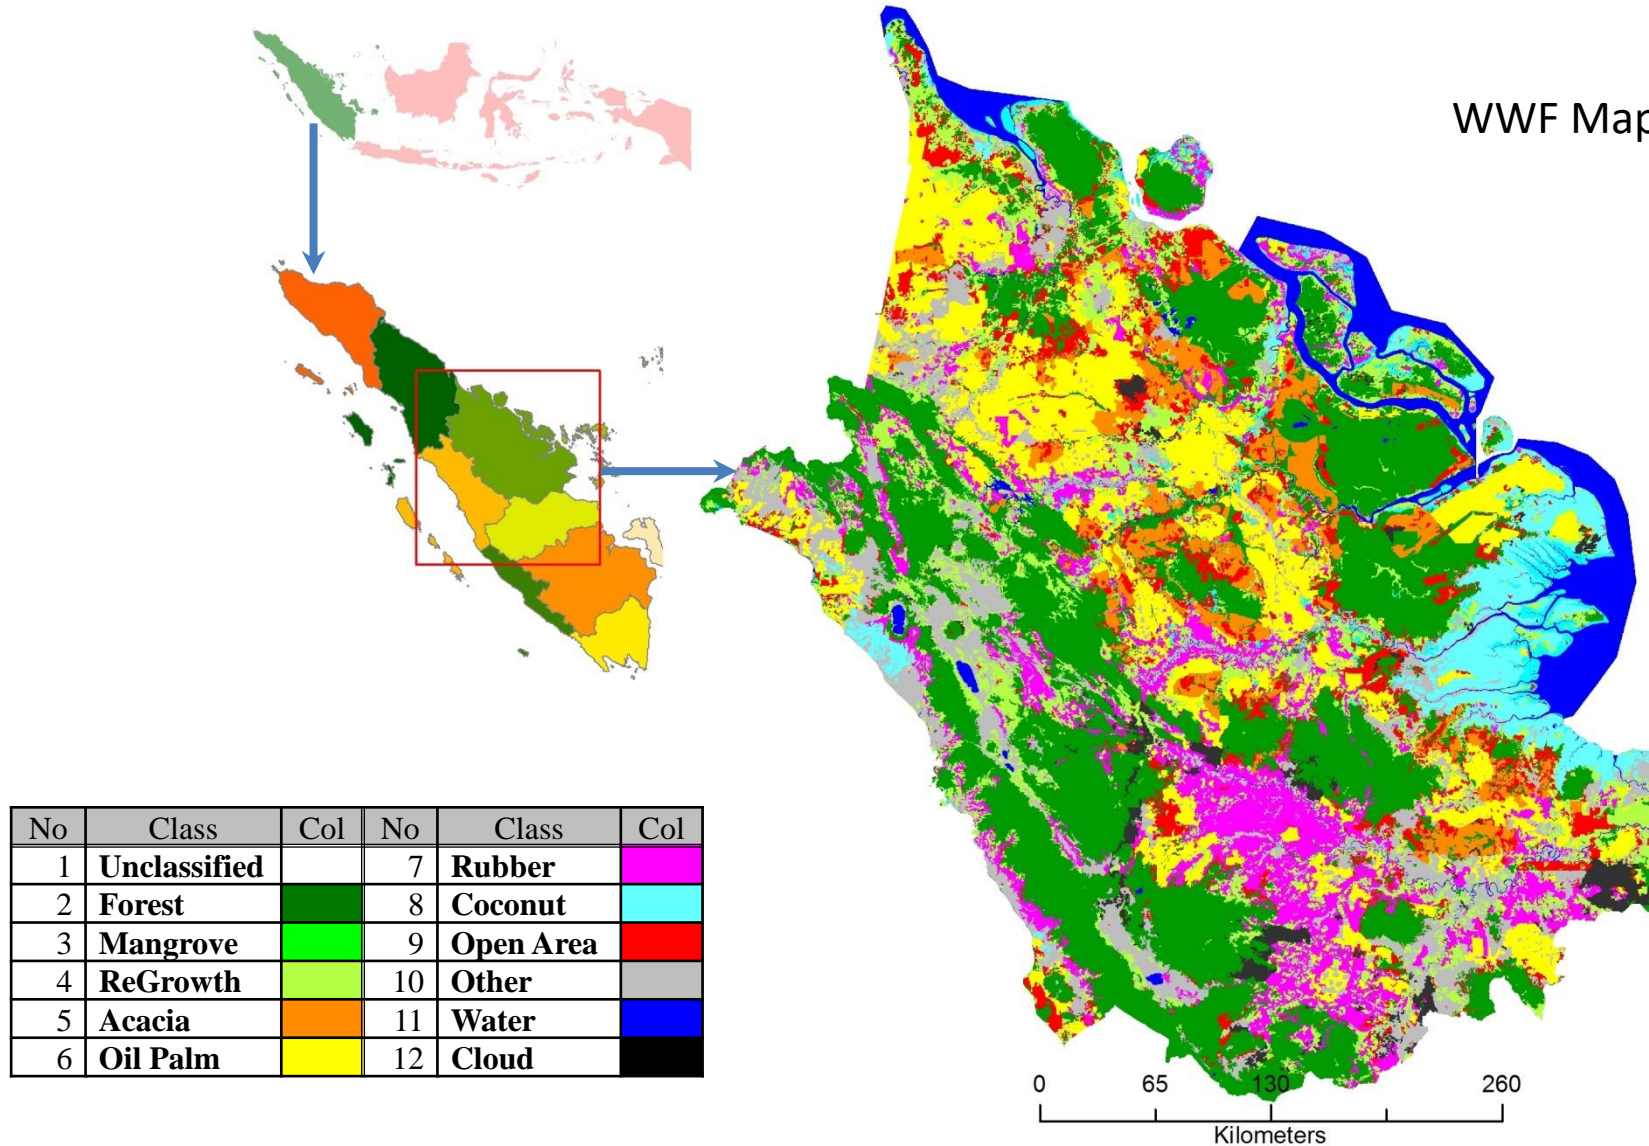 WWF Map
No Class Col No Class Col
1 Unclassified 7 Rubber
2 Forest 8 Coconut
3 Mangrove 9 Open Area
4 ReGrowth 10 Other
5 Acacia 11 Water
6 Oil Palm 12 Cloud
0 65 130 260
Kilometers